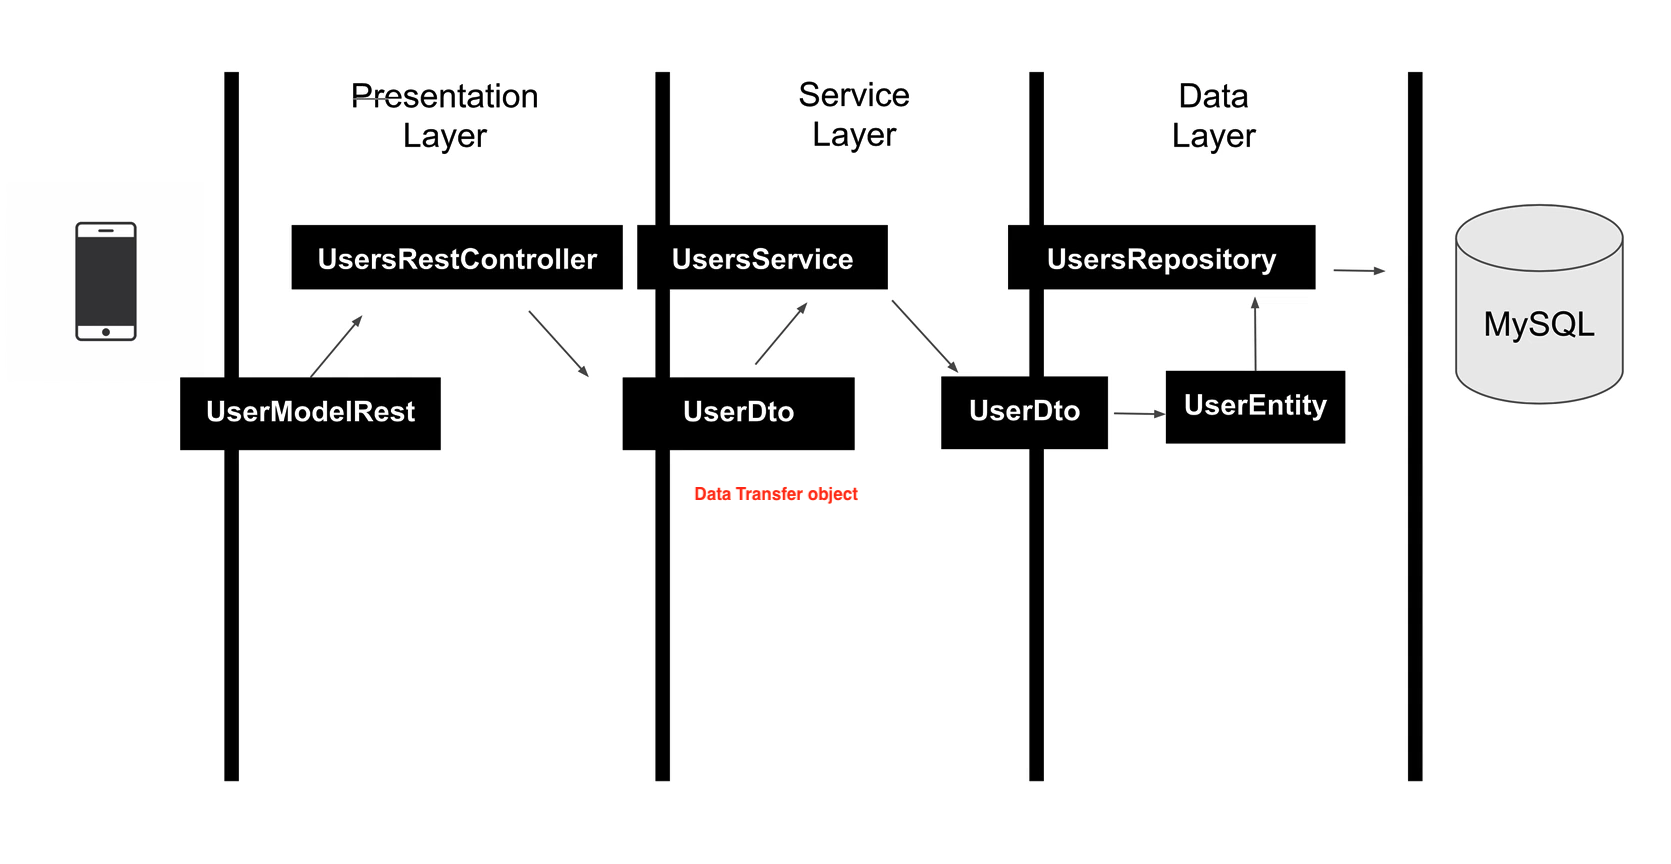 Presentation
Layer
Service
Layer
Data
Layer
UsersRestController
UsersService
UsersRepository
MySQL
UserModelRest
UserDto
UserDto
UserEntity
Data Transfer object